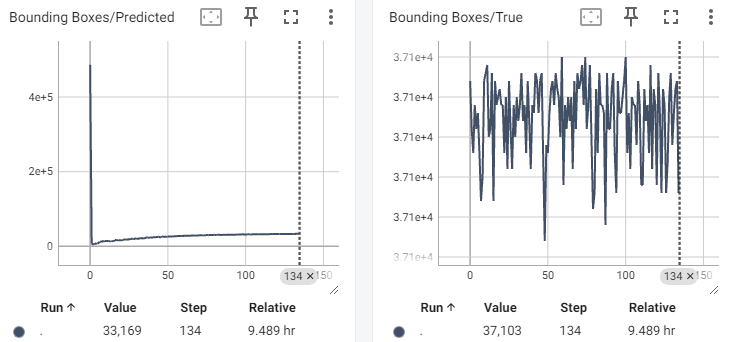 Bounding Boxes/Predicted
4e+5
2e+5
0
0 50 100 134 × 150
Run ↑ Value Step Relative
. 33,169 134 9.489 hr
Bounding Boxes/True
3.71e+4
3.71e+4
3.71e+4
3.71e+4
3.71e+4
3.71e+4
0 50 100 134 × 150
Run ↑ Value Step Relative
. 37,103 134 9.489 hr